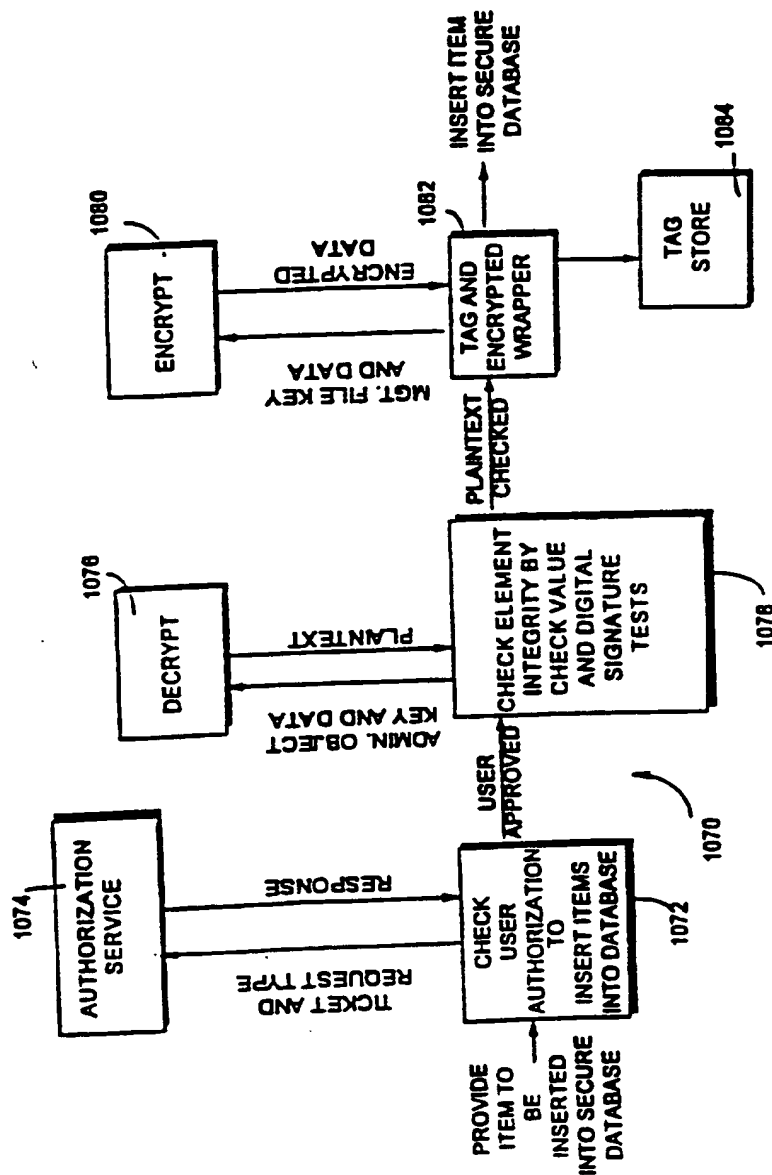 1074
AUTHORIZATION
SERVICE
TICKET AND
REQUEST TYPE
RESPONSE
PROVIDE
ITEM TO
BE
INSERTED
INTO SECURE
DATABASE
CHECK
USER
AUTHORIZATION
TO
INSERT ITEMS
INTO DATABASE
1072
USER
APPROVED
1070
1076
DECRYPT
ADMIN. OBJECT
KEY AND DATA
PLAINTEXT
CHECK ELEMENT
INTEGRITY BY
CHECK VALUE
AND DIGITAL
SIGNATURE
TESTS
1078
PLAINTEXT
CHECKED
1080
ENCRYPT
MGT. FILE KEY
AND DATA
ENCRYPTED
DATA
1082
TAG AND
ENCRYPTED
WRAPPER
INSERT ITEM
INTO SECURE
DATABASE
TAG
STORE
1084